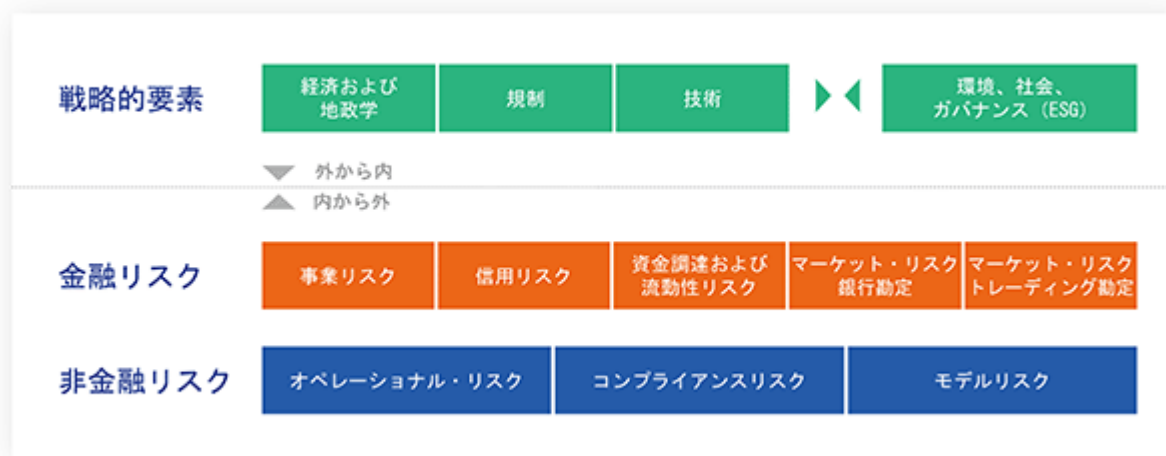 戦略的要素
経済および
地政学
規制
技術
環境、社会、
ガバナンス（ESG）
外から内
内から外
金融リスク
事業リスク
信用リスク
資金調達および
流動性リスク
マーケット・リスク
銀行勘定
マーケット・リスク
トレーディング勘定
非金融リスク
オペレーショナル・リスク
コンプライアンスリスク
モデルリスク